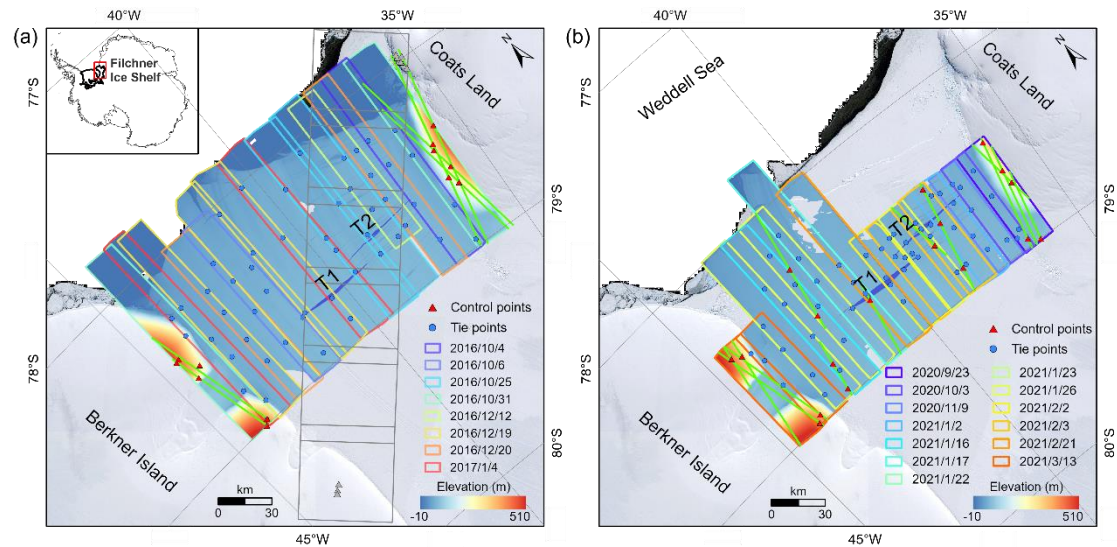 (a)
40°W
35°W
Filchner
Ice Shelf
Coats Land
77°S
79°S
T2
T1
Control points
Tie points
2016/10/4
2016/10/6
2016/10/25
2016/10/31
2016/12/12
2016/12/19
2016/12/20
2017/1/4
78°S
80°S
Berkner Island
km
0
30
Elevation (m)
-10
510
45°W
(b)
40°W
35°W
Weddell Sea
Coats Land
77°S
79°S
T2
T1
Control points
Tie points
2020/9/23
2020/10/3
2020/11/9
2021/1/2
2021/1/16
2021/1/17
2021/1/22
2021/1/23
2021/1/26
2021/2/2
2021/2/3
2021/2/21
2021/3/13
78°S
80°S
Berkner Island
km
0
30
Elevation (m)
-10
510
45°W